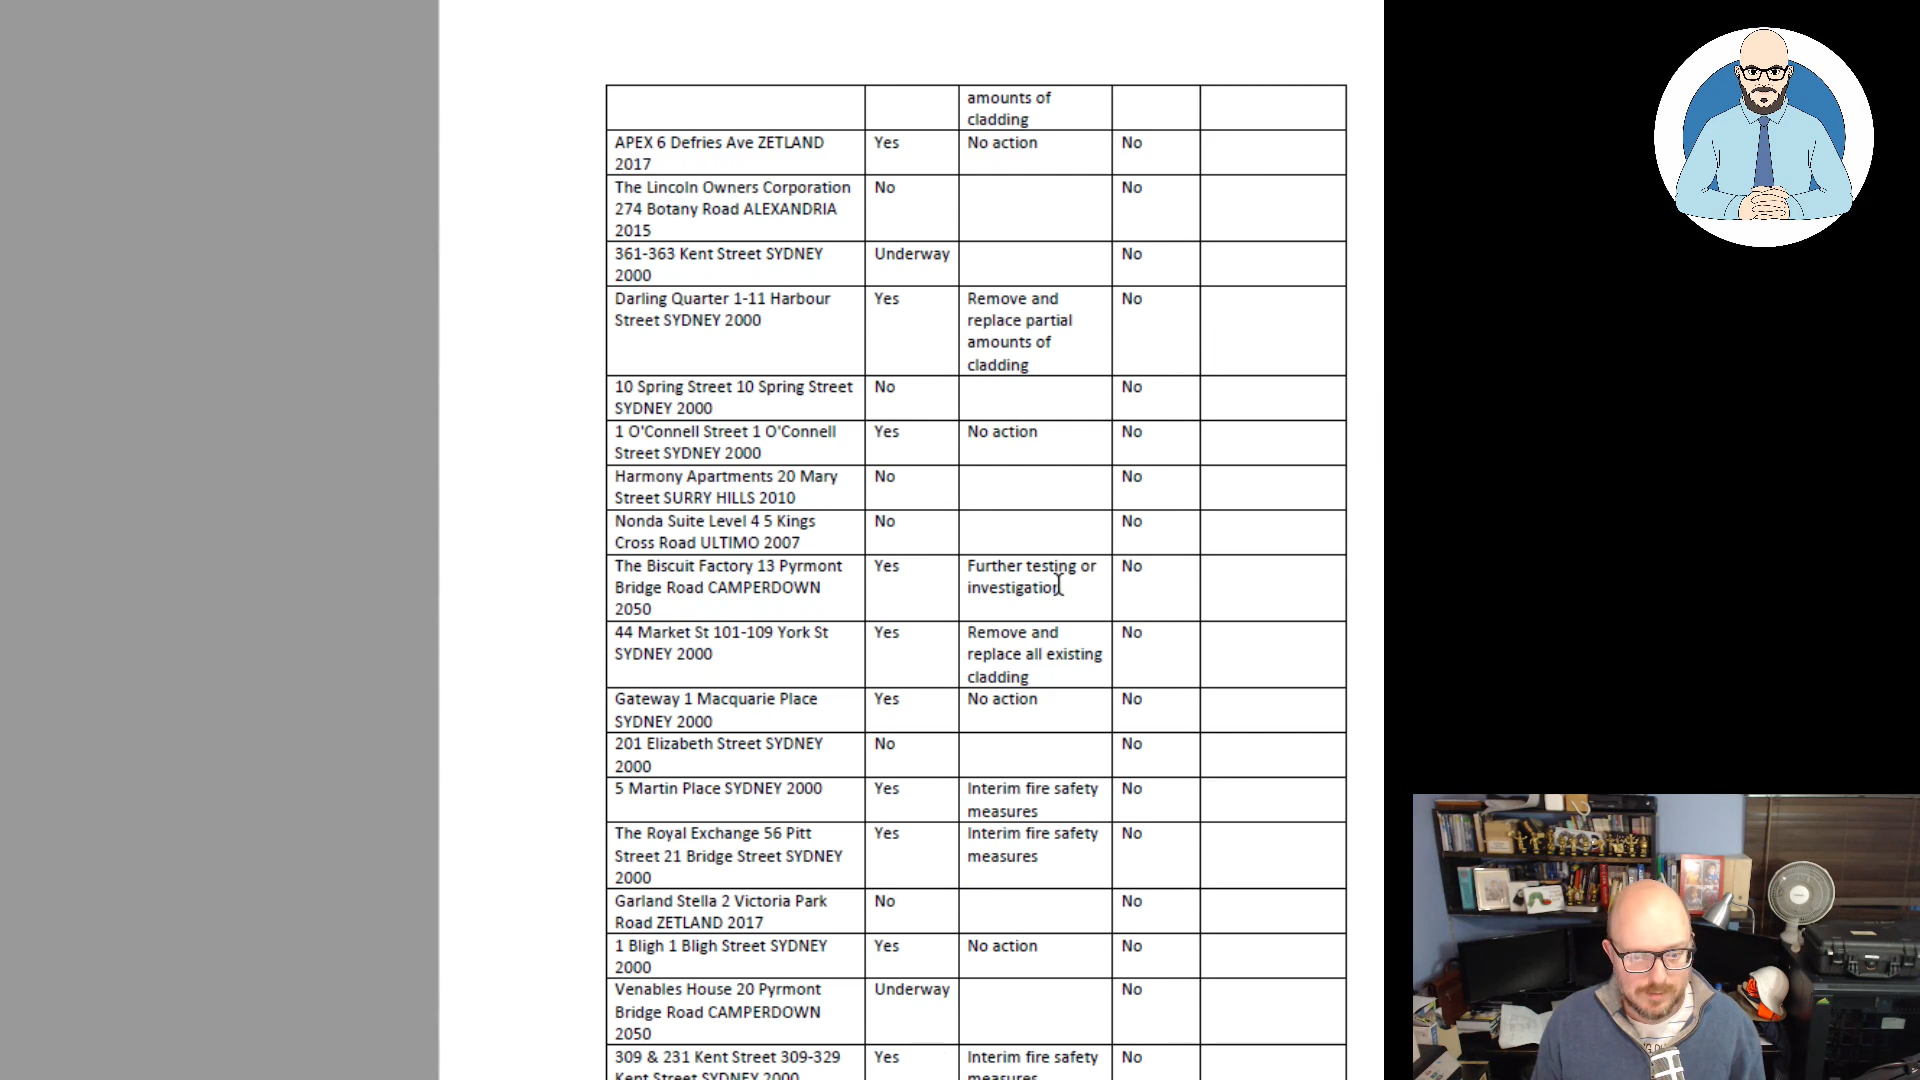 amounts of
cladding
APEX 6 Defries Ave ZETLAND
2017
Yes
No action
No
The Lincoln Owners Corporation
274 Botany Road ALEXANDRIA
2015
No
No
361-363 Kent Street SYDNEY
2000
Underway
No
Darling Quarter 1-11 Harbour
Street SYDNEY 2000
Yes
Remove and
replace partial
amounts of
cladding
No
10 Spring Street 10 Spring Street
SYDNEY 2000
No
No
1 O'Connell Street 1 O'Connell
Street SYDNEY 2000
Yes
No action
No
Harmony Apartments 20 Mary
Street SURRY HILLS 2010
No
No
Nonda Suite Level 4 5 Kings
Cross Road ULTIMO 2007
No
No
The Biscuit Factory 13 Pyrmont
Bridge Road CAMPERDOWN
2050
Yes
Further testing or
investigation
No
44 Market St 101-109 York St
SYDNEY 2000
Yes
Remove and
replace all existing
cladding
No
Gateway 1 Macquarie Place
SYDNEY 2000
Yes
No action
No
201 Elizabeth Street SYDNEY
2000
No
No
5 Martin Place SYDNEY 2000
Yes
Interim fire safety
measures
No
The Royal Exchange 56 Pitt
Street 21 Bridge Street SYDNEY
2000
Yes
Interim fire safety
measures
No
Garland Stella 2 Victoria Park
Road ZETLAND 2017
No
No
1 Bligh 1 Bligh Street SYDNEY
2000
Yes
No action
No
Venables House 20 Pyrmont
Bridge Road CAMPERDOWN
2050
Underway
No
309 & 231 Kent Street 309-329
Kent Street SYDNEY 2000
Yes
Interim fire safety
measures
No